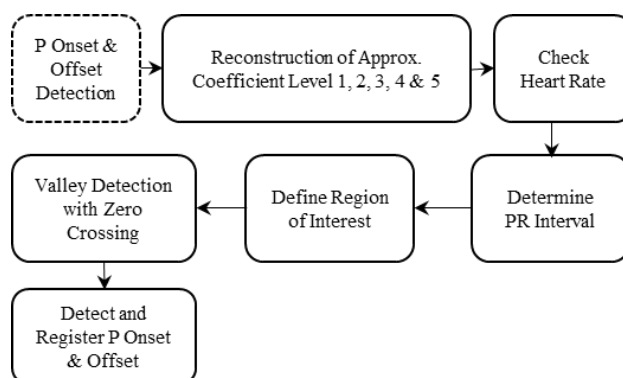 P Onset &
Offset
Detection
Reconstruction of Approx.
Coefficient Level 1, 2, 3, 4 & 5
Check
Heart Rate
Determine
PR Interval
Define Region
of Interest
Valley Detection
with Zero
Crossing
Detect and
Register P Onset
& Offset